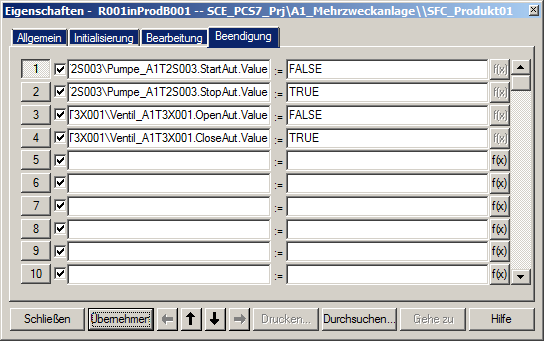 Eigenschaften - R001inProdB001 -- SCE_PCS7_Prj\A1_Mehrzweckanlage\\SFC_Produkt01
Allgemein Initialisierung Bearbeitung Beendigung
1 '2S003\Pumpe_A1T2S003.StartAut.Value := FALSE f(x)
2 '2S003\Pumpe_A1T2S003.StopAut.Value := TRUE f(x)
3 T3X001\Ventil_A1T3X001.OpenAut.Value := FALSE f(x)
4 T3X001\Ventil_A1T3X001.CloseAut.Value := TRUE f(x)
5 := f(x)
6 := f(x)
7 := f(x)
8 := f(x)
9 := f(x)
10 := f(x)
Schließen Übernehmen Drucken... Durchsuchen... Gehe zu Hilfe